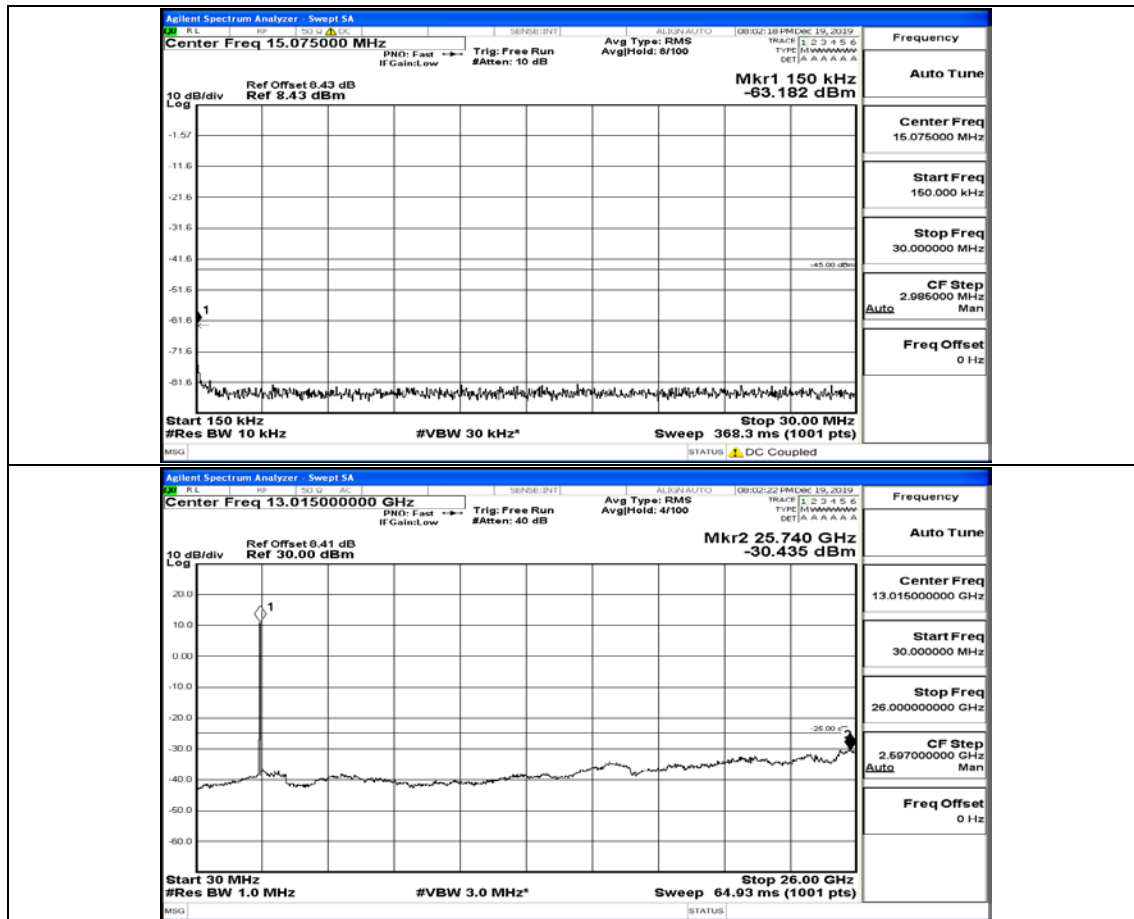 Agilent Spectrum Analyzer - Swept SA
RL RF 50 Ω DC SENSE:INT ALIGN AUTO 08:02:18 PM Dec 19, 2019
Center Freq 15.075000 MHz
PNO: Fast Trig: Free Run Avg Type: RMS TRACE 1 2 3 4 5 6
IFGain:Low #Atten: 10 dB Avg|Hold: 8/100 TYPE M WWWWW
DET A A A A A A
Frequency
Auto Tune
Mkr1 150 kHz
-63.182 dBm
Ref Offset 8.43 dB
10 dB/div Ref 8.43 dBm
Log
-1.57
-11.6
-21.6
-31.6
-41.6
-45.00 dBm
-51.6
1
-61.6
-71.6
-81.6
Center Freq
15.075000 MHz
Start Freq
150.000 kHz
Stop Freq
30.000000 MHz
CF Step
2.985000 MHz
Auto Man
Freq Offset
0 Hz
Start 150 kHz Stop 30.00 MHz
#Res BW 10 kHz #VBW 30 kHz* Sweep 368.3 ms (1001 pts)
MSG STATUS DC Coupled
Agilent Spectrum Analyzer - Swept SA
RL RF 50 Ω AC SENSE:INT ALIGN AUTO 08:02:22 PM Dec 19, 2019
Center Freq 13.015000000 GHz
PNO: Fast Trig: Free Run Avg Type: RMS TRACE 1 2 3 4 5 6
IFGain:Low #Atten: 40 dB Avg|Hold: 4/100 TYPE M WWWWW
DET A A A A A A
Frequency
Auto Tune
Mkr2 25.740 GHz
-30.435 dBm
Ref Offset 8.41 dB
10 dB/div Ref 30.00 dBm
Log
20.0
1
10.0
0.00
-10.0
-20.0
-30.0
-40.0
-50.0
-60.0
Center Freq
13.015000000 GHz
Start Freq
30.000000 MHz
Stop Freq
26.000000000 GHz
CF Step
2.597000000 GHz
Auto Man
Freq Offset
0 Hz
Start 30 MHz Stop 26.00 GHz
#Res BW 1.0 MHz #VBW 3.0 MHz* Sweep 64.93 ms (1001 pts)
MSG STATUS